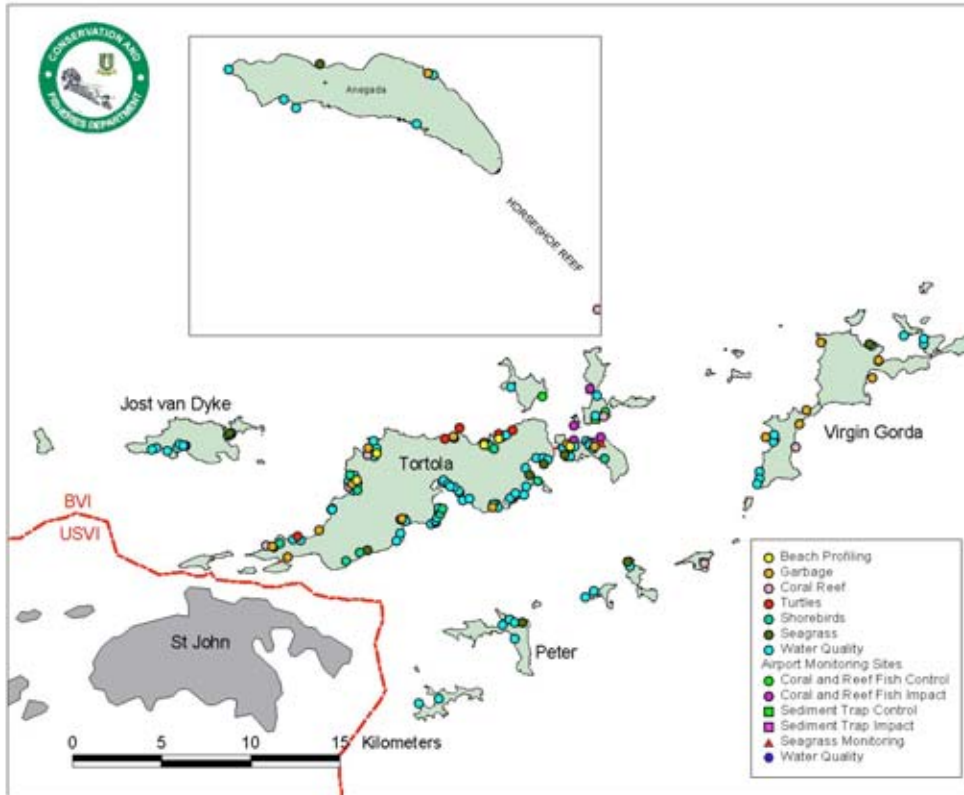 CONSERVATION AND
FISHERIES DEPARTMENT
Anegada
HORSESHOE REEF
Jost van Dyke
Tortola
Virgin Gorda
BVI
USVI
St John
Peter
0 5 10 15 Kilometers
Beach Profiling
Garbage
Coral Reef
Turtles
Shorebirds
Seagrass
Water Quality
Airport Monitoring Sites
Coral and Reef Fish Control
Coral and Reef Fish Impact
Sediment Trap Control
Sediment Trap Impact
Seagrass Monitoring
Water Quality